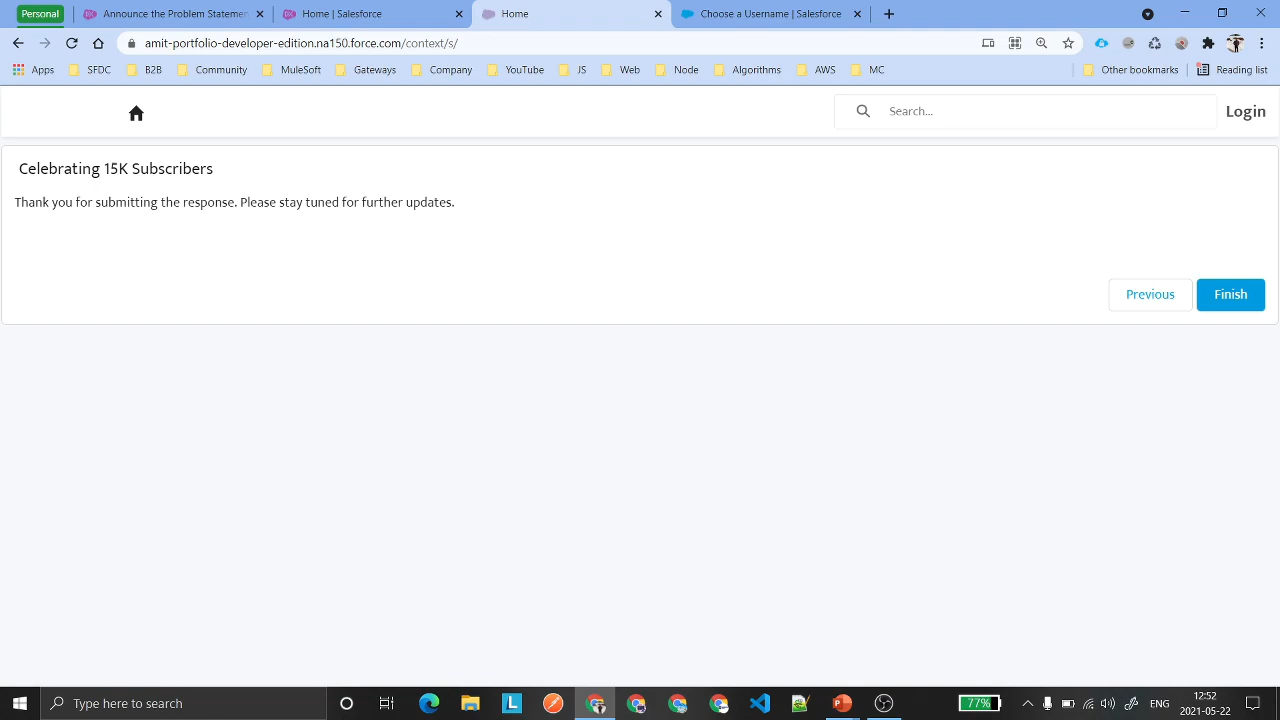 Personal
Announce the Problem Statemen
Home | Salesforce
Home
Choose a Username | Salesforce
amit-portfolio-developer-edition.na150.force.com/context/s/
Apps SFDC B2B Community MuleSoft Gateways Company YouTube JS Web Node Algorithms AWS MC Other bookmarks Reading list
Search...
Login
Celebrating 15K Subscribers
Thank you for submitting the response. Please stay tuned for further updates.
Previous Finish
Type here to search
77%
ENG
12:52
2021-05-22